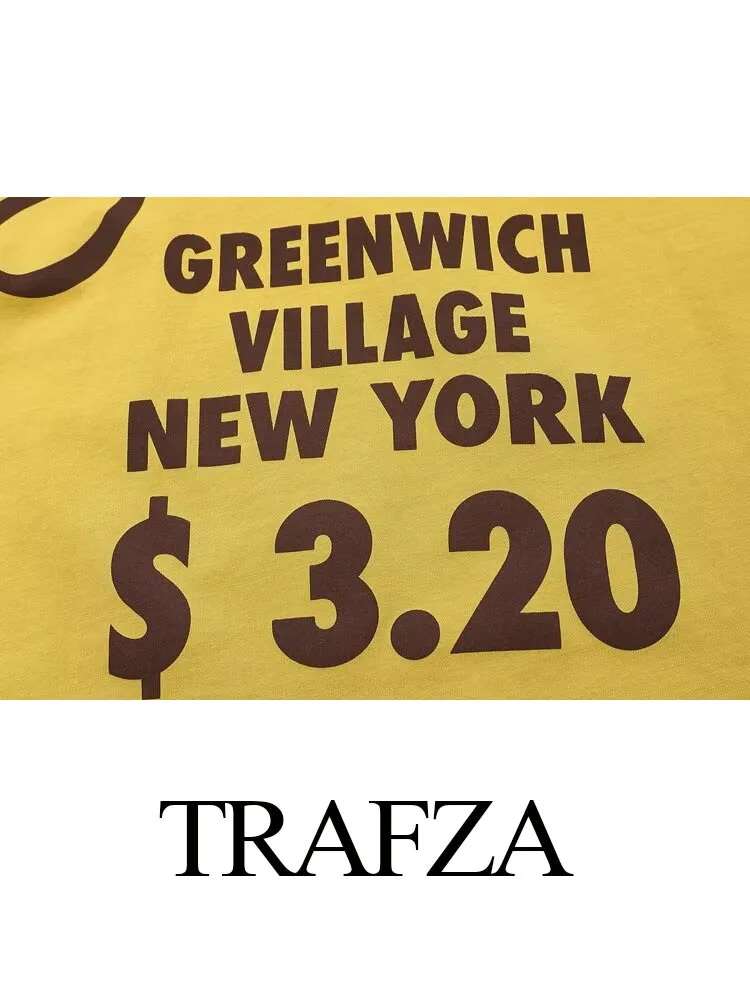 GREENWICH
VILLAGE
NEW YORK
$ 3.20
TRAFZA